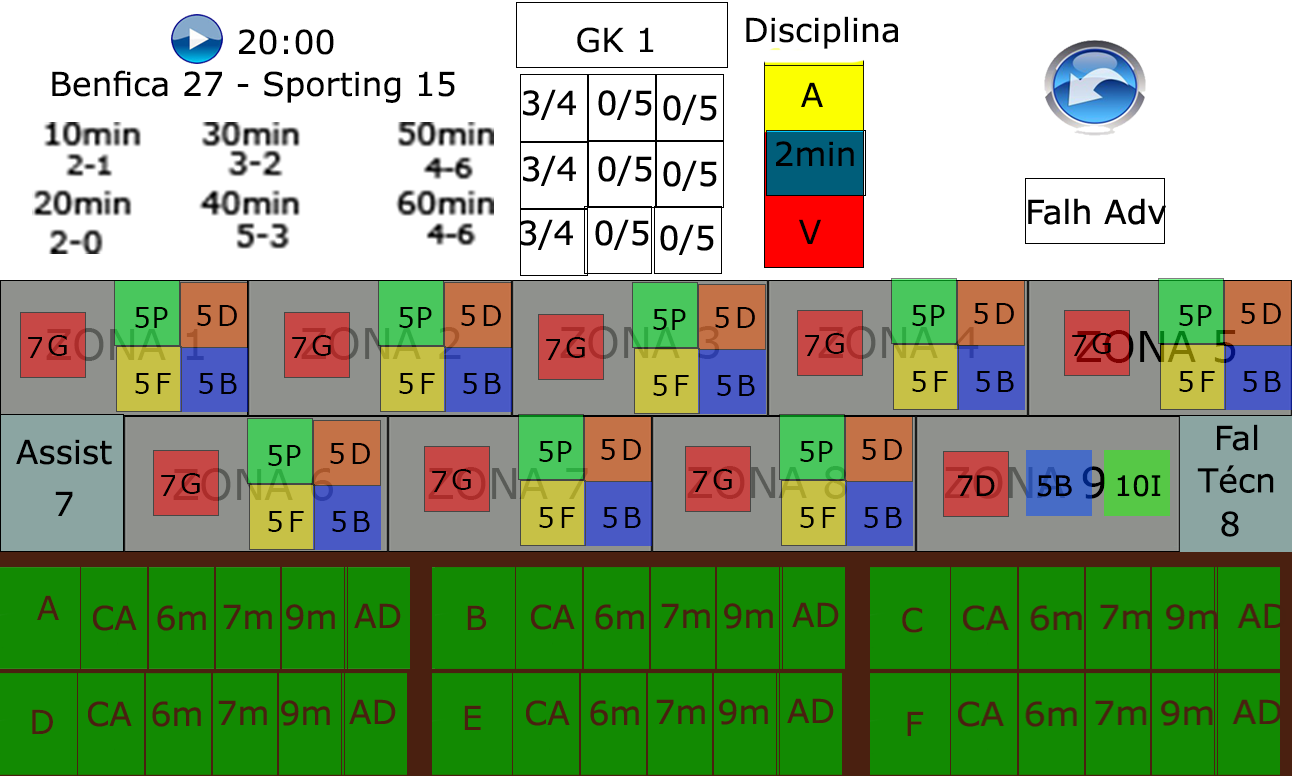 20:00
Benfica 27 - Sporting 15
10min 30min 50min
2-1 3-2 4-6
20min 40min 60min
2-0 5-3 4-6
GK 1
3/4 0/5 0/5
3/4 0/5 0/5
3/4 0/5 0/5
Disciplina
A
2min
V
Falh Adv
ZONA 1
7G 5P 5D
5F 5B
ZONA 2
7G 5P 5D
5F 5B
ZONA 3
7G 5P 5D
5F 5B
ZONA 4
7G 5P 5D
5F 5B
ZONA 5
7G 5P 5D
5F 5B
Assist
7
ZONA 6
7G 5P 5D
5F 5B
ZONA 7
7G 5P 5D
5F 5B
ZONA 8
7G 5P 5D
5F 5B
ZONA 9
7D 5B 10I
Fal
Técn
8
A CA 6m 7m 9m AD
B CA 6m 7m 9m AD
C CA 6m 7m 9m AD
D CA 6m 7m 9m AD
E CA 6m 7m 9m AD
F CA 6m 7m 9m AD